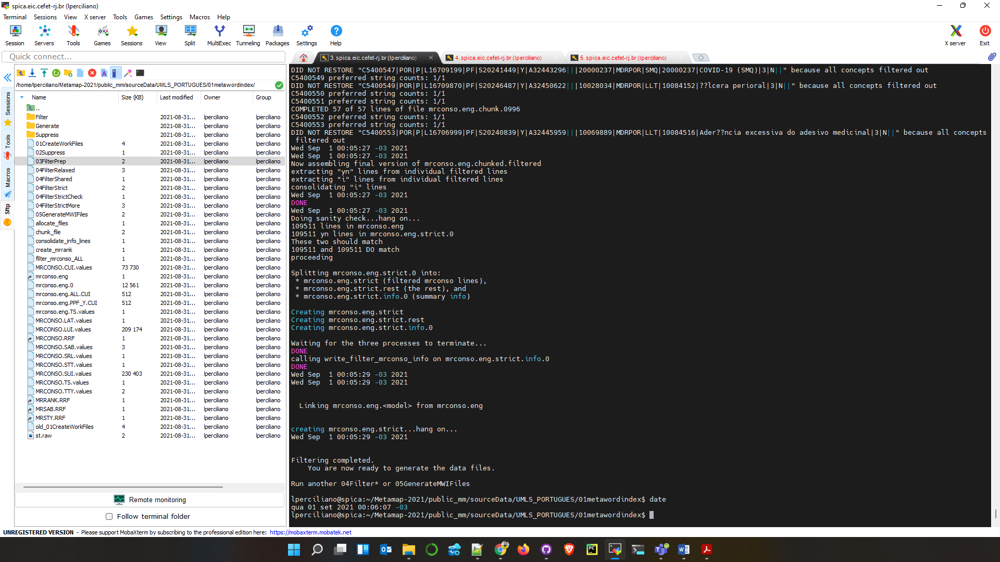 spica.eic.cefet-rj.br (lperciliano)
Terminal Sessions View X server Tools Games Settings Macros Help
Session Servers Tools Games Sessions View Split MultiExec Tunneling Packages Settings Help X server Exit
Quick connect...
3. spica.eic.cefet-rj.br (lperciliano)
4. spica.eic.cefet-rj.br (lperciliano)
5. spica.eic.cefet-rj.br (lperciliano)
Sessions
Tools
Macros
Sftp
/home/lperciliano/Metamap-2021/public_mm/sourceData/UMLS_PORTUGUES/01metawordindex/
Name Size (KB) Last modified Owner Group
..
Filter 2021-08-31... lperciliano lperciliano
Generate 2021-08-31... lperciliano lperciliano
Suppress 2021-08-31... lperciliano lperciliano
01CreateWorkFiles 4 2021-08-31... lperciliano lperciliano
02Suppress 1 2021-08-31... lperciliano lperciliano
03FilterPrep 2 2021-08-31... lperciliano lperciliano
04FilterRelaxed 3 2021-08-31... lperciliano lperciliano
04FilterShared 1 2021-08-31... lperciliano lperciliano
04FilterStrict 2 2021-08-31... lperciliano lperciliano
04FilterStrictCheck 1 2021-08-31... lperciliano lperciliano
04FilterStrictMore 3 2021-08-31... lperciliano lperciliano
05GenerateMWIFiles 2 2021-08-31... lperciliano lperciliano
allocate_files 1 2021-08-31... lperciliano lperciliano
chunk_file 2 2021-08-31... lperciliano lperciliano
consolidate_info_lines 1 2021-08-31... lperciliano lperciliano
create_mrrank 1 2021-08-31... lperciliano lperciliano
filter_mrconso_ALL 1 2021-08-31... lperciliano lperciliano
MRCONSO.CUI.values 73 730 2021-08-31... lperciliano lperciliano
mrconso.eng 1 2021-08-31... lperciliano lperciliano
mrconso.eng.0 12 561 2021-08-31... lperciliano lperciliano
mrconso.eng.ALL.CUI 512 2021-08-31... lperciliano lperciliano
mrconso.eng.PPF_Y.CUI 512 2021-08-31... lperciliano lperciliano
mrconso.eng.TS.values 1 2021-08-31... lperciliano lperciliano
MRCONSO.LAT.values 1 2021-08-31... lperciliano lperciliano
MRCONSO.LUI.values 209 174 2021-08-31... lperciliano lperciliano
MRCONSO.RRF 1 2021-08-31... lperciliano lperciliano
MRCONSO.SAB.values 3 2021-08-31... lperciliano lperciliano
MRCONSO.SRL.values 1 2021-08-31... lperciliano lperciliano
MRCONSO.STT.values 1 2021-08-31... lperciliano lperciliano
MRCONSO.SUI.values 230 403 2021-08-31... lperciliano lperciliano
MRCONSO.TS.values 1 2021-08-31... lperciliano lperciliano
MRCONSO.TTY.values 2 2021-08-31... lperciliano lperciliano
MRRANK.RRF 1 2021-08-31... lperciliano lperciliano
MRSAB.RRF 1 2021-08-31... lperciliano lperciliano
MRSTY.RRF 1 2021-08-31... lperciliano lperciliano
old_01CreateWorkFiles 4 2021-08-31... lperciliano lperciliano
st.raw 2 2021-08-31... lperciliano lperciliano
Remote monitoring
Follow terminal folder
DID NOT RESTORE "C5400547|POR|P|L16709199|PF|S20241449|Y|A32443296|||20000237|MDRPOR|SMQ|20000237|COVID-19 (SMQ)|3|N||" because all concepts filtered out
C5400549 preferred string counts: 1/1
DID NOT RESTORE "C5400549|POR|P|L16709870|PF|S20246487|Y|A32450622|||10028034|MDRPOR|LLT|10084152|??lcera perioral|3|N||" because all concepts filtered out
C5400550 preferred string counts: 1/1
C5400551 preferred string counts: 1/1
COMPLETED 57 of 57 lines of file mrconso.eng.chunk.0996
C5400552 preferred string counts: 1/1
C5400553 preferred string counts: 1/1
DID NOT RESTORE "C5400553|POR|P|L16706999|PF|S20240839|Y|A32445959|||10069889|MDRPOR|LLT|10084516|Ader??ncia excessiva do adesivo medicinal|3|N||" because all concepts
filtered out
Wed Sep  1 00:05:27 -03 2021
Wed Sep  1 00:05:27 -03 2021
Now assembling final version of mrconso.eng.chunked.filtered
extracting "yn" lines from individual filtered lines
extracting "i" lines from individual filtered lines
consolidating "i" lines
Wed Sep  1 00:05:27 -03 2021
DONE
Wed Sep  1 00:05:27 -03 2021
Doing sanity check...hang on...
109511 lines in mrconso.eng
109511 yn lines in mrconso.eng.strict.0
These two should match
109511 and 109511 DO match
proceeding
Splitting mrconso.eng.strict.0 into:
* mrconso.eng.strict (filtered mrconso lines),
* mrconso.eng.strict.rest (the rest), and
* mrconso.eng.strict.info.0 (summary info)
Creating mrconso.eng.strict
Creating mrconso.eng.strict.rest
Creating mrconso.eng.strict.info.0
Waiting for the three processes to terminate...
DONE
calling write_filter_mrconso_info on mrconso.eng.strict.info.0
DONE
Wed Sep  1 00:05:29 -03 2021
Wed Sep  1 00:05:29 -03 2021
Linking mrconso.eng.<model> from mrconso.eng
creating mrconso.eng.strict...hang on...
Wed Sep  1 00:05:29 -03 2021
Filtering completed.
You are now ready to generate the data files.
Run another 04Filter* or 05GenerateMWIFiles
lperciliano@spica:~/Metamap-2021/public_mm/sourceData/UMLS_PORTUGUES/01metawordindex$ date
qua 01 set 2021 00:06:07 -03
lperciliano@spica:~/Metamap-2021/public_mm/sourceData/UMLS_PORTUGUES/01metawordindex$
UNREGISTERED VERSION - Please support MobaXterm by subscribing to the professional edition here: https://mobaxterm.mobatek.net